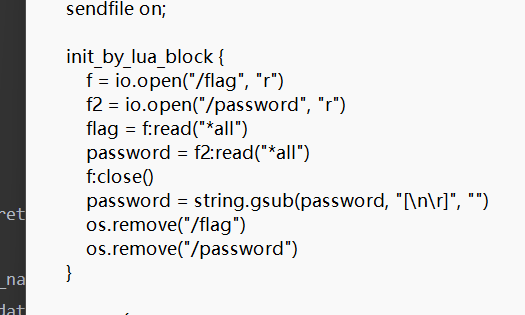 sendfile on;
init_by_lua_block {
f = io.open("/flag", "r")
f2 = io.open("/password", "r")
flag = f:read("*all")
password = f2:read("*all")
f:close()
password = string.gsub(password, "[\n\r]", "")
ret
os.remove("/flag")
os.remove("/password")
_na
}
dat